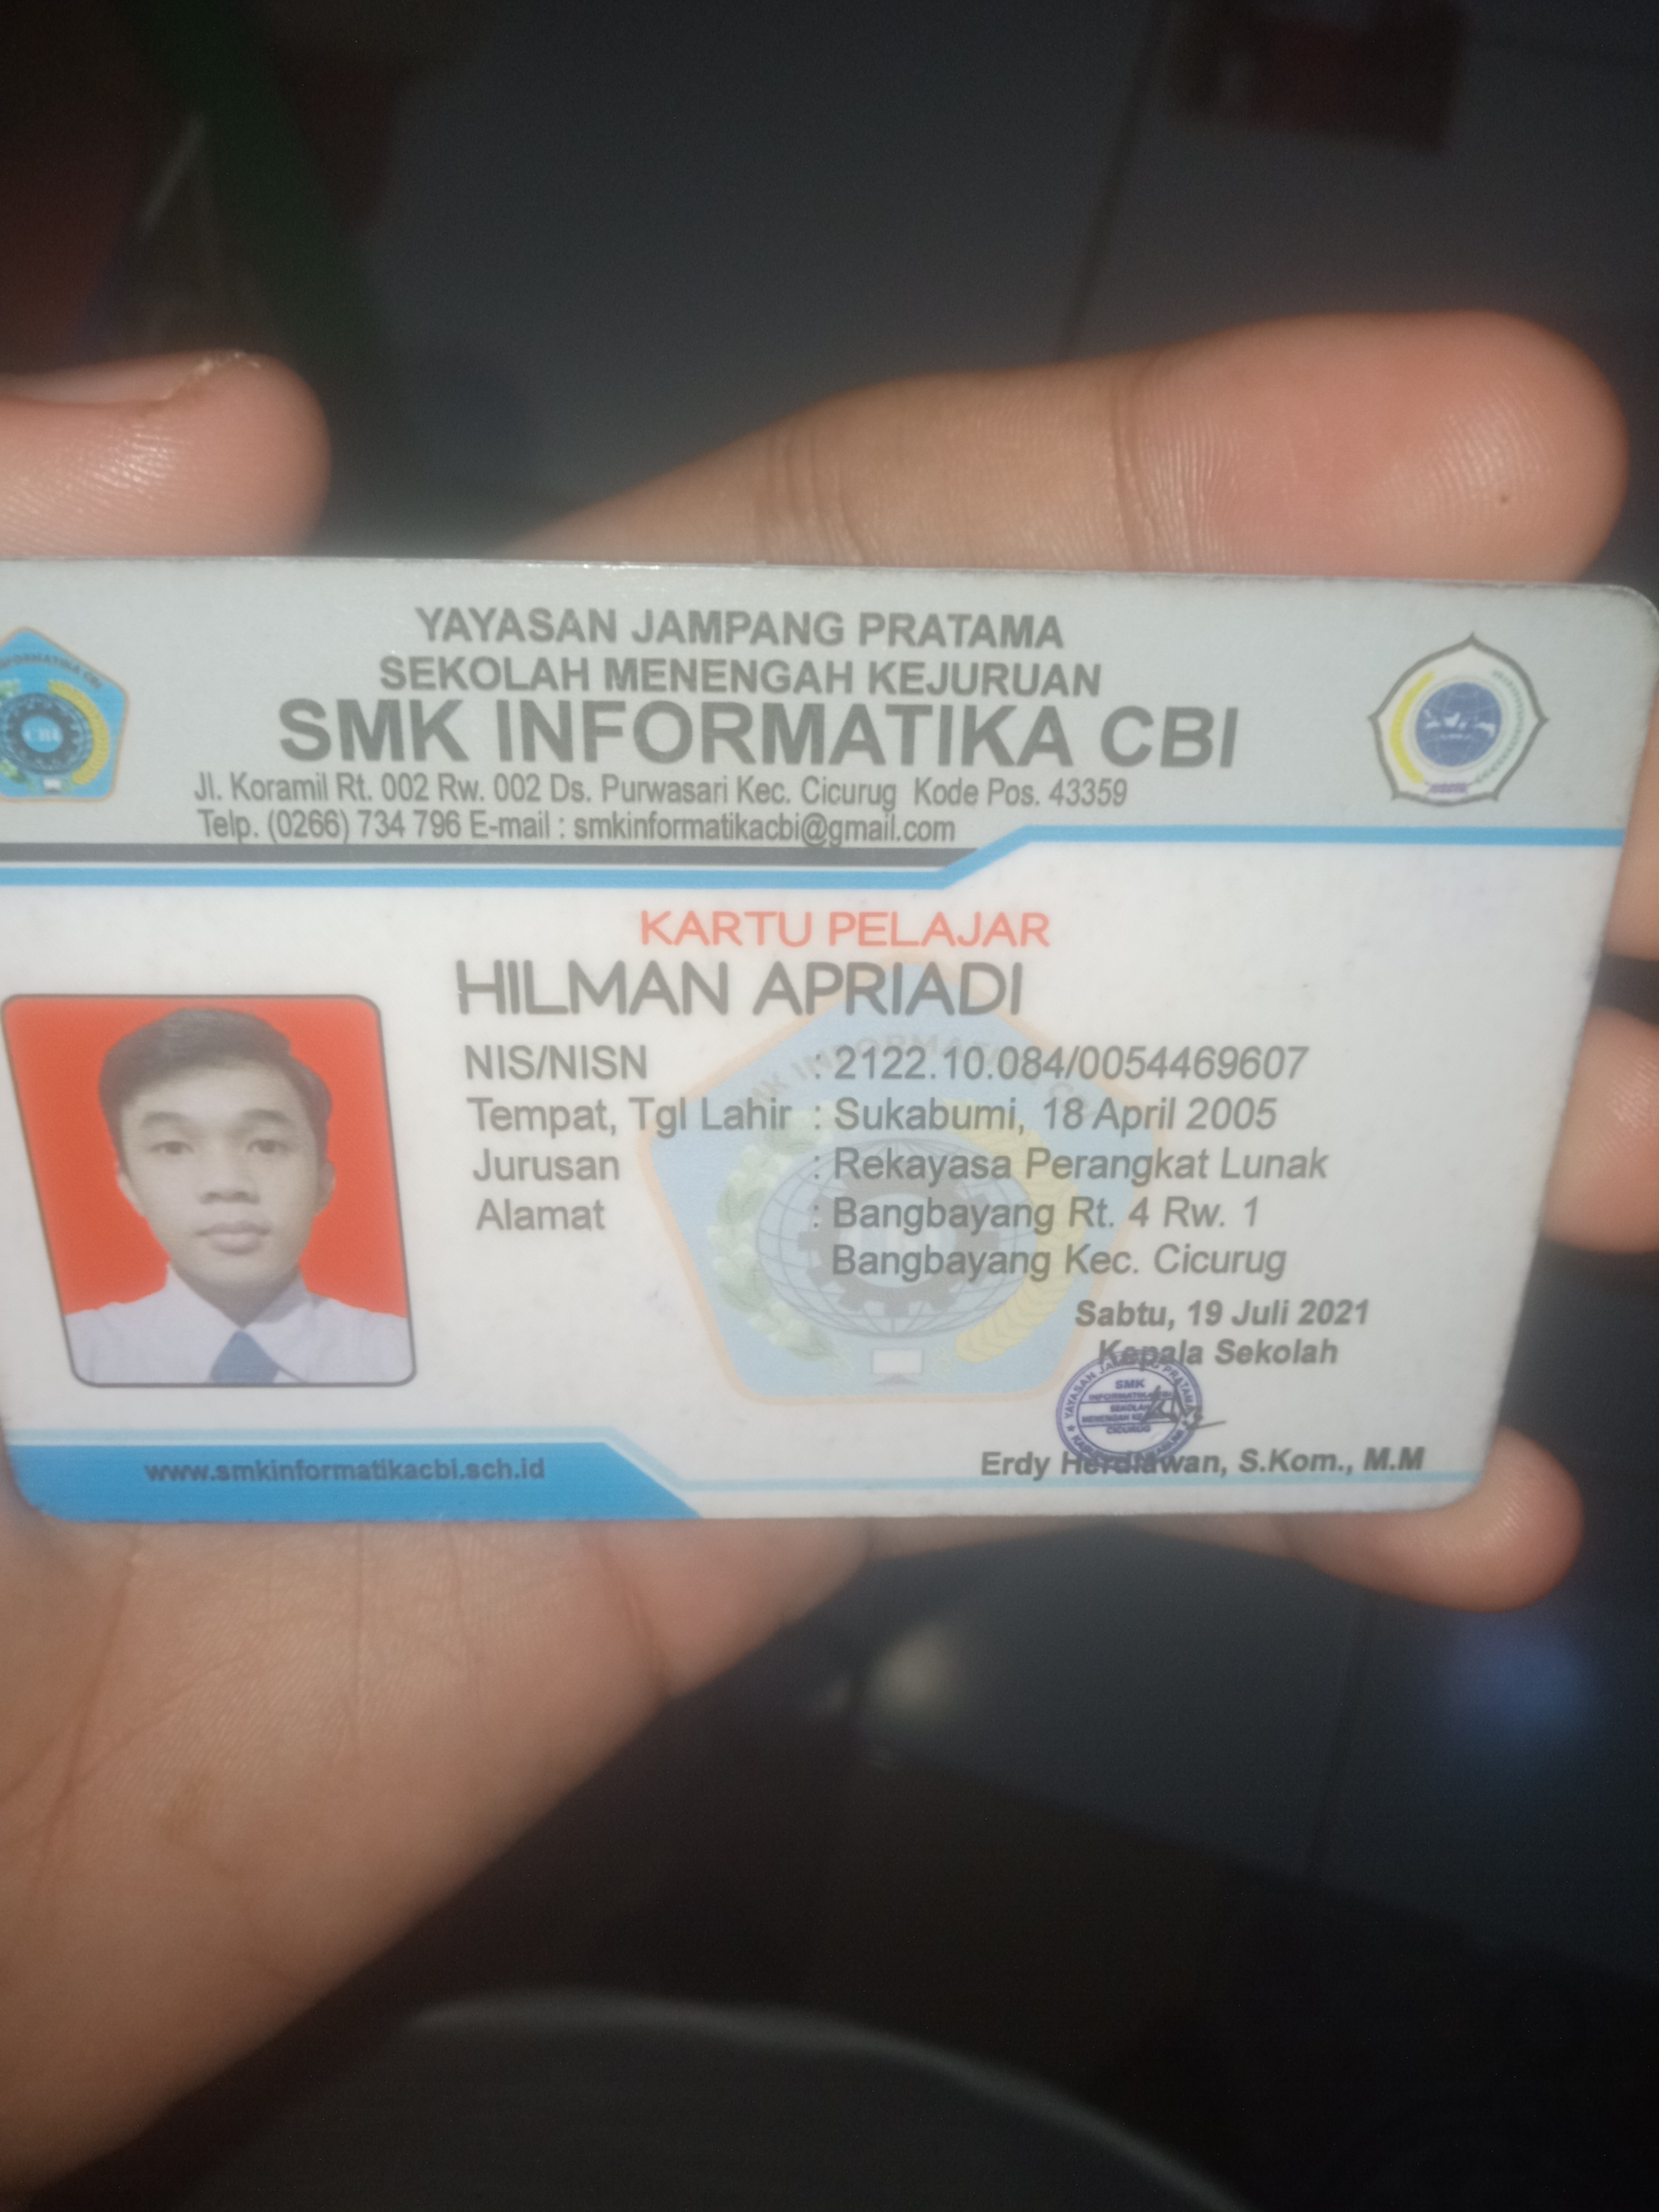 YAYASAN JAMPANG PRATAMA
SEKOLAH MENENGAH KEJURUAN
SMK INFORMATIKA CBI
Jl. Koramil Rt. 002 Rw. 002 Ds. Purwasari Kec. Cicurug Kode Pos. 43359
Telp. (0266) 734 796 E-mail : smkinformatikacbi@gmail.com
CBI
KARTU PELAJAR
HILMAN APRIADI
NIS/NISN : 2122.10.084/0054469607
Tempat, Tgl Lahir : Sukabumi, 18 April 2005
Jurusan : Rekayasa Perangkat Lunak
Alamat : Bangbayang Rt. 4 Rw. 1
Bangbayang Kec. Cicurug
Sabtu, 19 Juli 2021
Kepala Sekolah
YAYASAN JAMPANG PRATAMA
SMK
INFORMATIKA CBI
SEKOLAH
MENENGAH
CICURUG
Erdy Herdiawan, S.Kom., M.M
www.smkinformatikacbi.sch.id